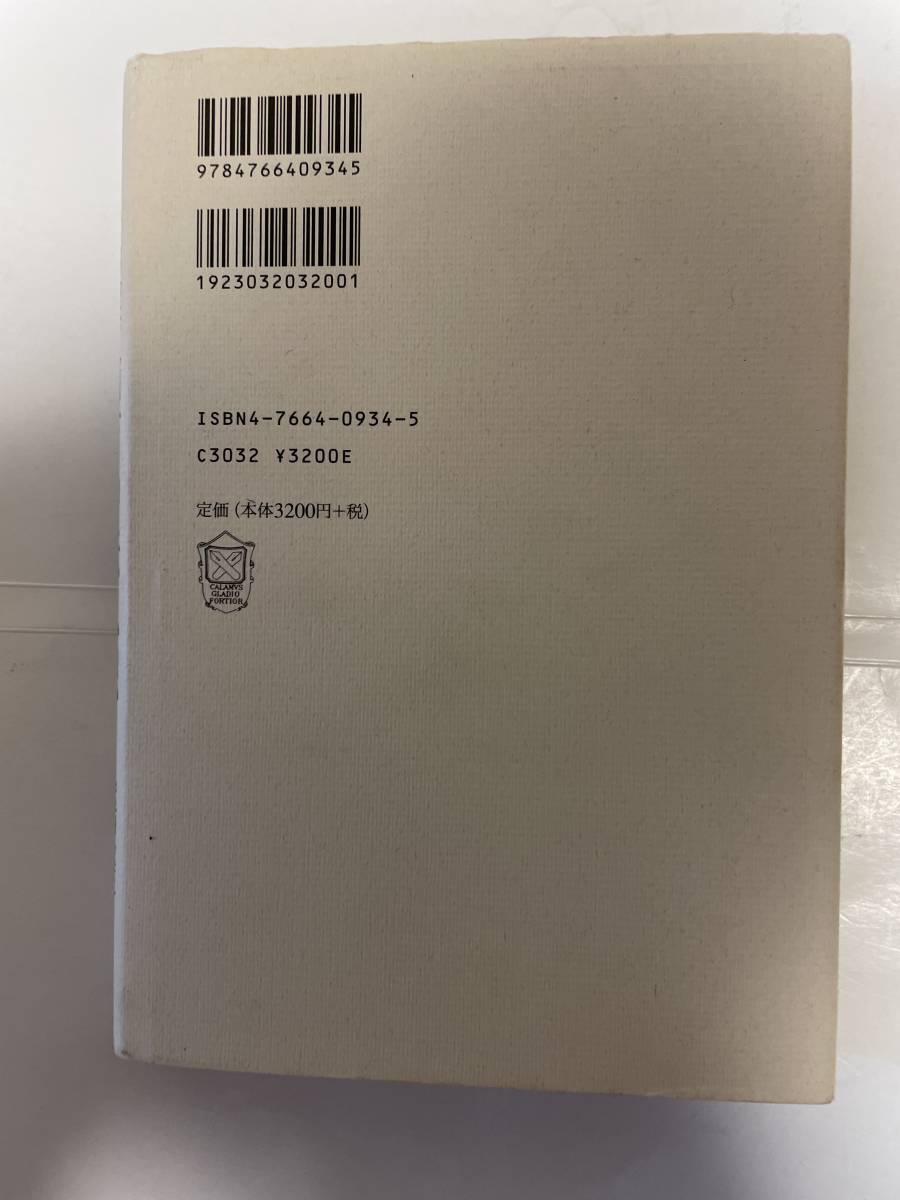 9784766409345
1923032032001
ISBN4-7664-0934-5
C3032 ¥3200E
定価(本体3200円+税)
CALAMVS
GLADIO
FORTIOR